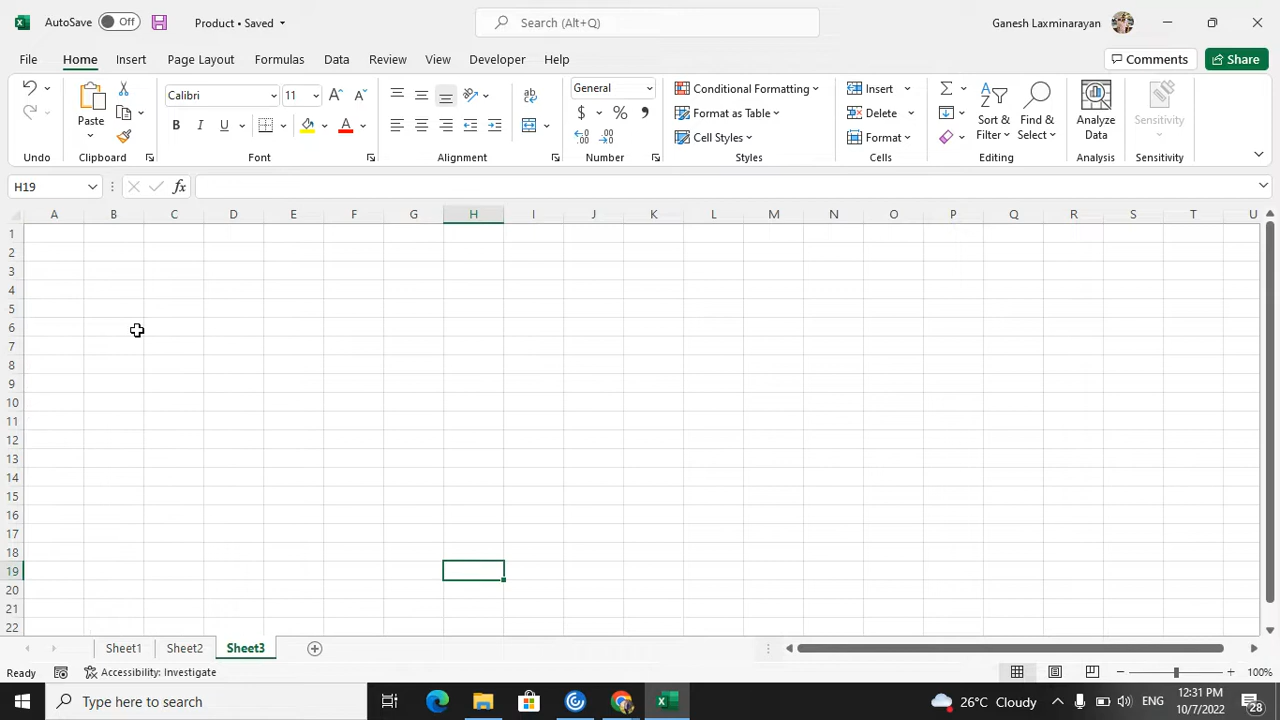 AutoSave Off Product • Saved Search (Alt+Q) Ganesh Laxminarayan
File Home Insert Page Layout Formulas Data Review View Developer Help Comments Share
Calibri 11 General Conditional Formatting Insert
Paste B I U $ % , Format as Table Delete Sort & Filter Find & Select Analyze Data Sensitivity
Cell Styles Format
Undo Clipboard Font Alignment Number Styles Cells Editing Analysis Sensitivity
H19 fx
A B C D E F G H I J K L M N O P Q R S T U
1
2
3
4
5
6
7
8
9
10
11
12
13
14
15
16
17
18
19
20
21
22
Sheet1 Sheet2 Sheet3
Ready Accessibility: Investigate 100%
Type here to search 26°C Cloudy ENG 12:31 PM 10/7/2022 28